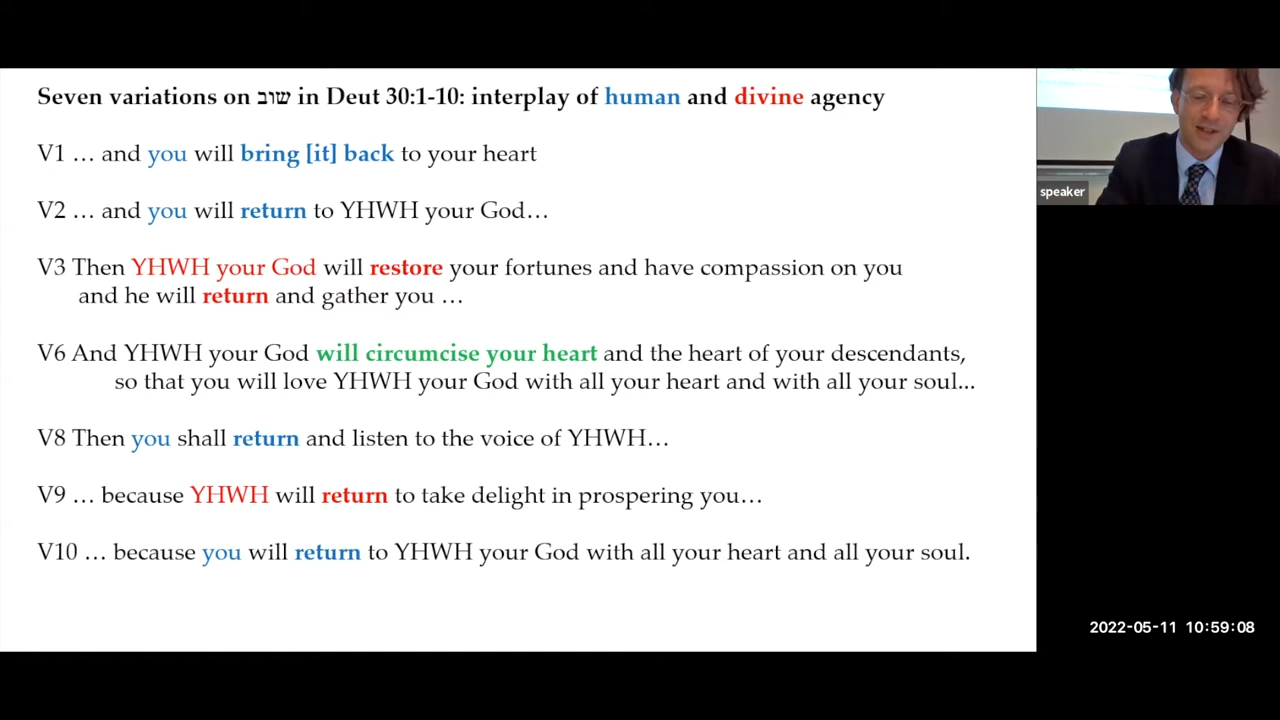 Seven variations on שוב in Deut 30:1-10: interplay of human and divine agency
V1 … and you will bring [it] back to your heart
V2 … and you will return to YHWH your God…
V3 Then YHWH your God will restore your fortunes and have compassion on you
and he will return and gather you …
V6 And YHWH your God will circumcise your heart and the heart of your descendants,
so that you will love YHWH your God with all your heart and with all your soul...
V8 Then you shall return and listen to the voice of YHWH…
V9 … because YHWH will return to take delight in prospering you…
V10 … because you will return to YHWH your God with all your heart and all your soul.
speaker
2022-05-11 10:59:08